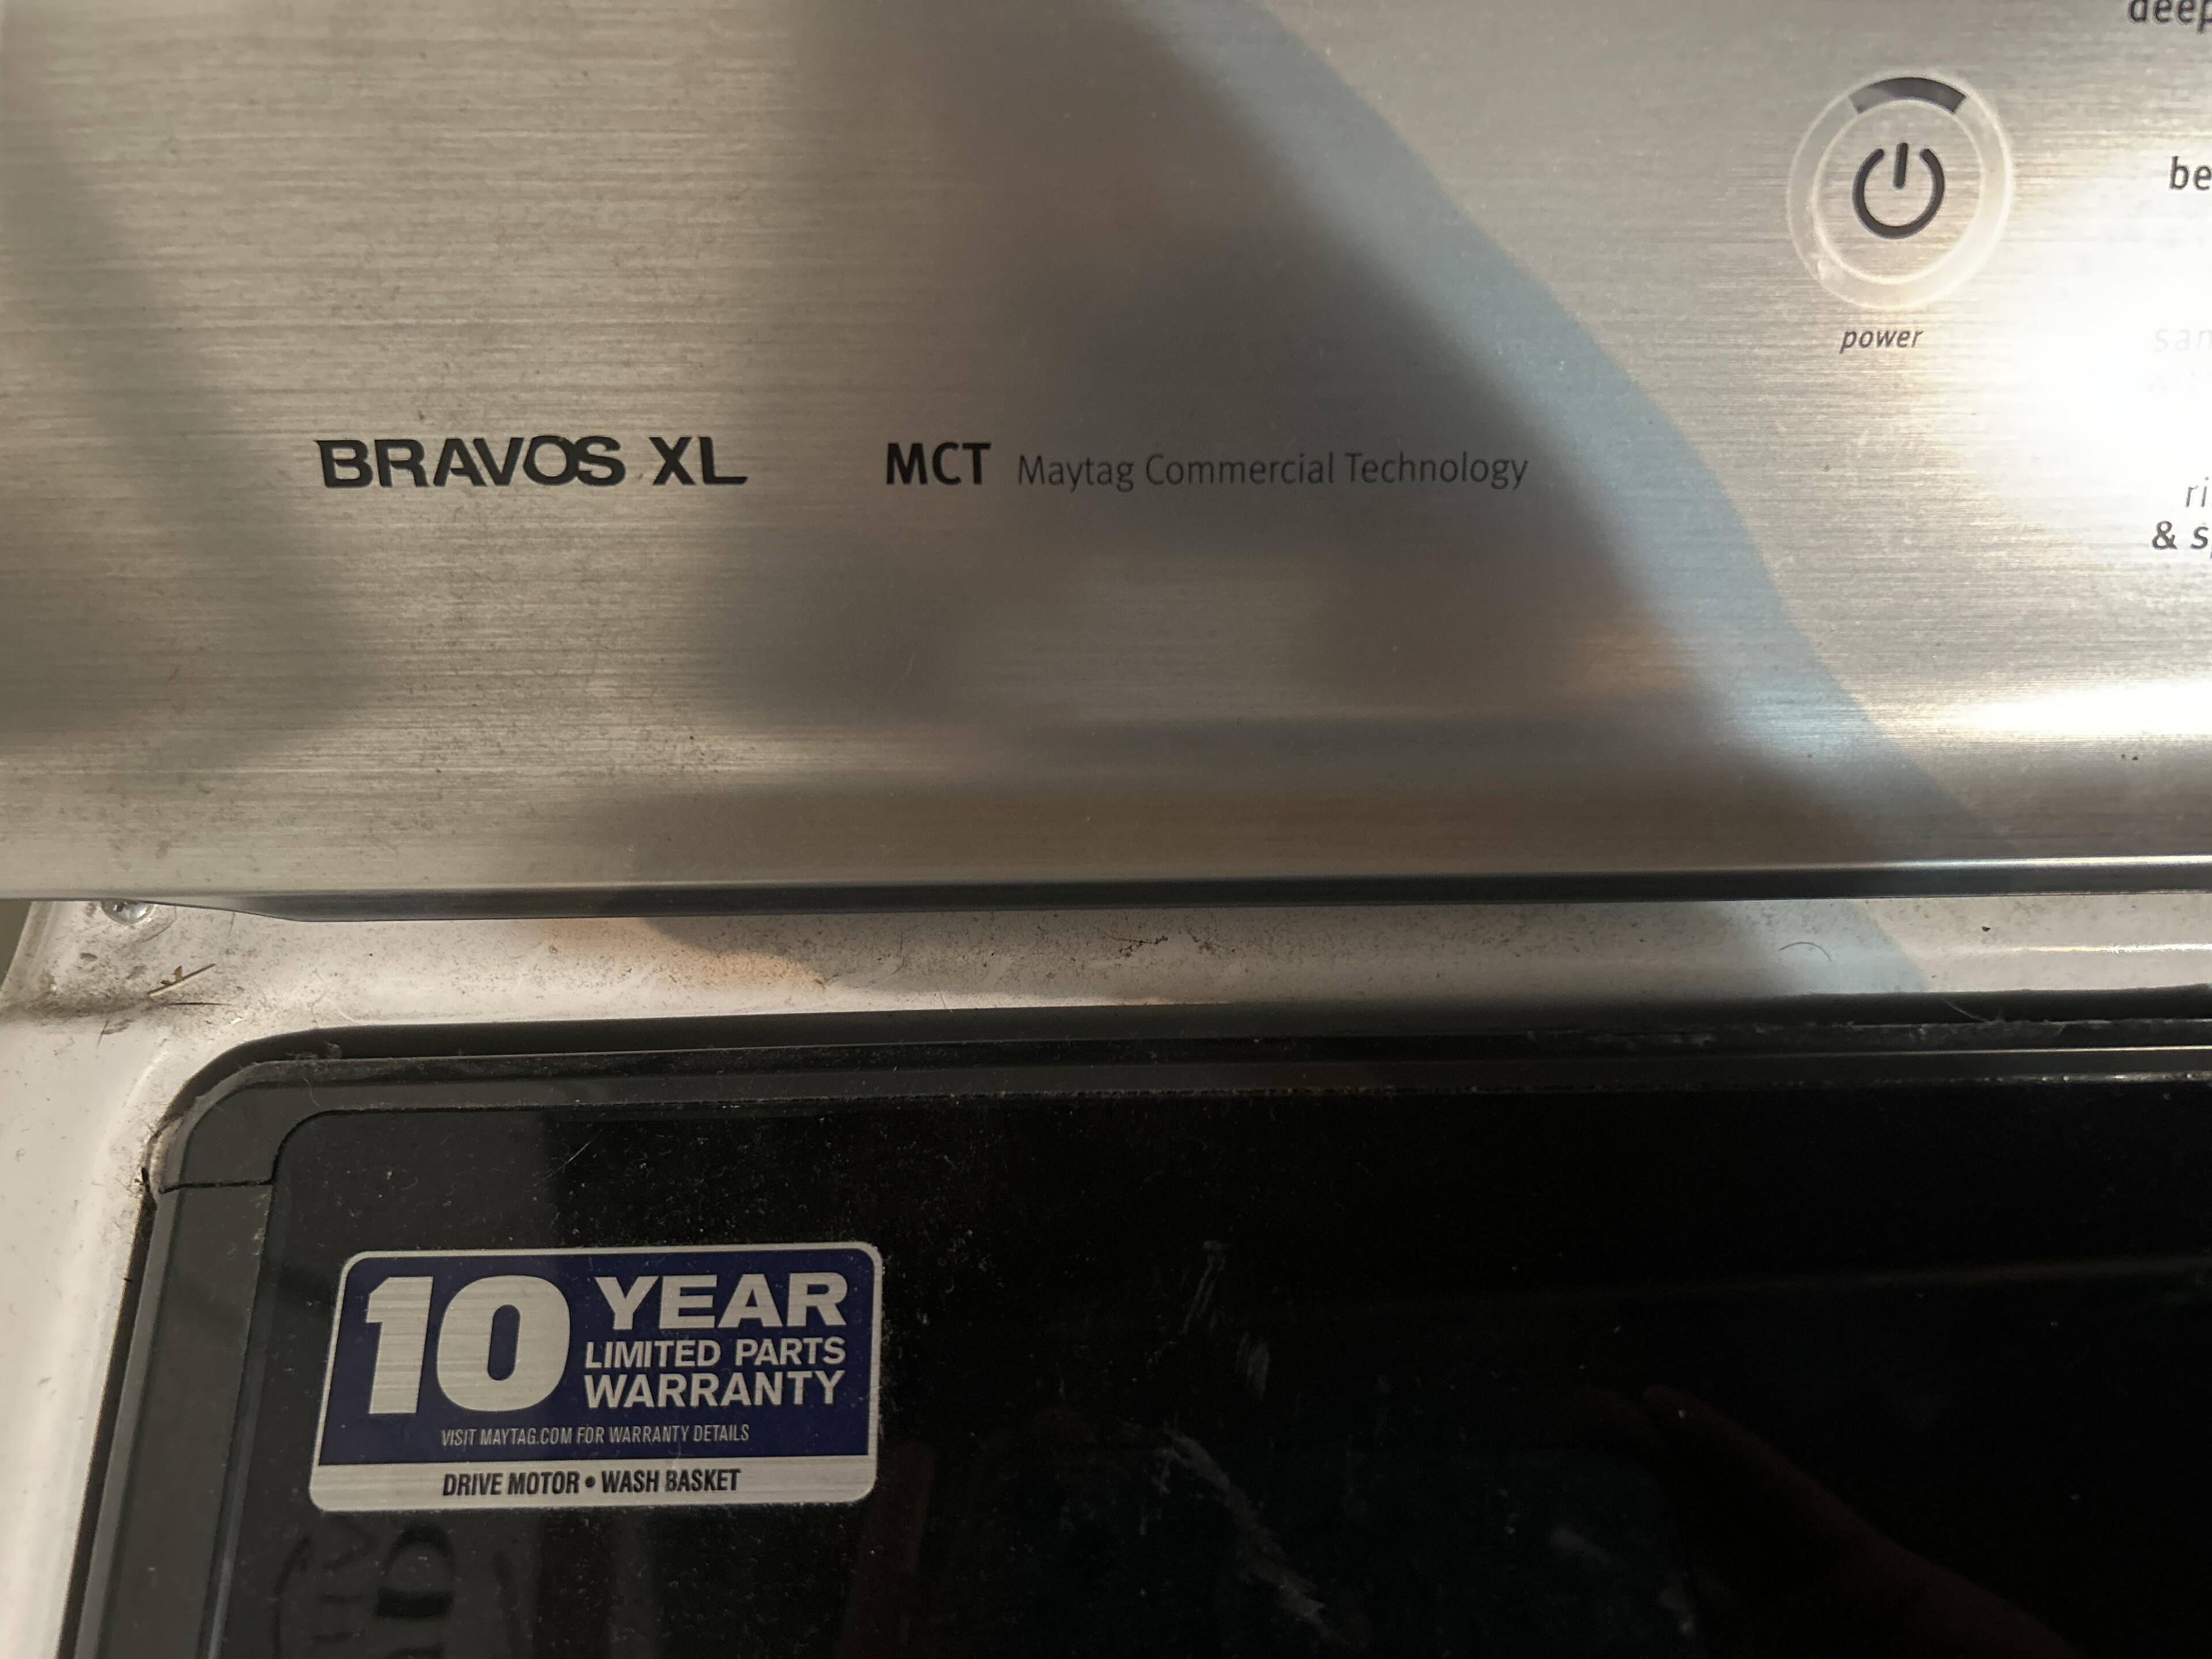 power
BRAVOS XL
MCT Maytag Commercial Technology
10 YEAR
LIMITED PARTS
WARRANTY
VISIT MAYTAG.COM FOR WARRANTY DETAILS
DRIVE MOTOR • WASH BASKET